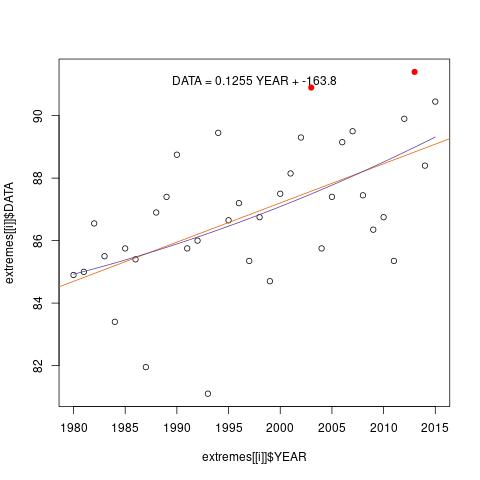 DATA = 0.1255 YEAR + -163.8
extremes[[i]]$DATA
90
88
86
84
82
1980 1985 1990 1995 2000 2005 2010 2015
extremes[[i]]$YEAR